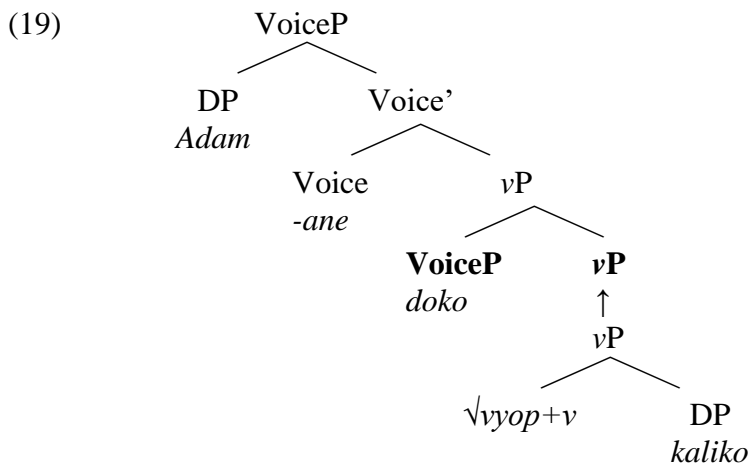 (19)
VoiceP
DP Voice’
Adam
Voice vP
-ane
VoiceP vP
doko ↑
vP
√vyop+v DP
kaliko